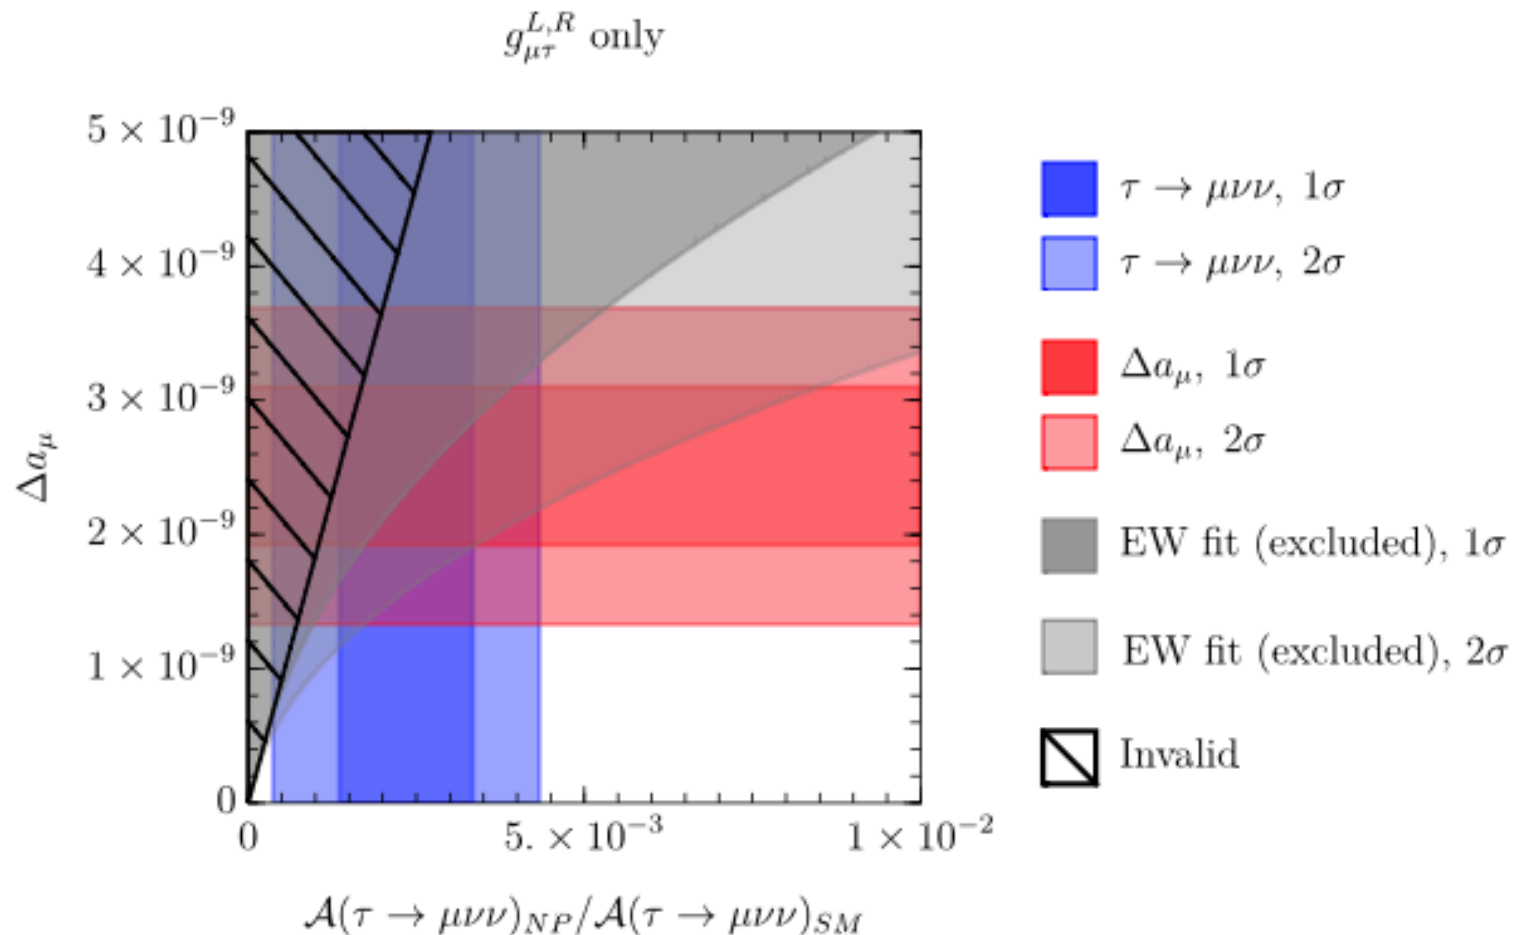 g_{μτ}^{L,R} only
5 × 10⁻⁹
4 × 10⁻⁹
3 × 10⁻⁹
2 × 10⁻⁹
1 × 10⁻⁹
0
Δa_μ
0
5. × 10⁻³
1 × 10⁻²
𝒜(τ → μνν)_{NP}/𝒜(τ → μνν)_{SM}
τ → μνν, 1σ
τ → μνν, 2σ
Δa_μ, 1σ
Δa_μ, 2σ
EW fit (excluded), 1σ
EW fit (excluded), 2σ
Invalid